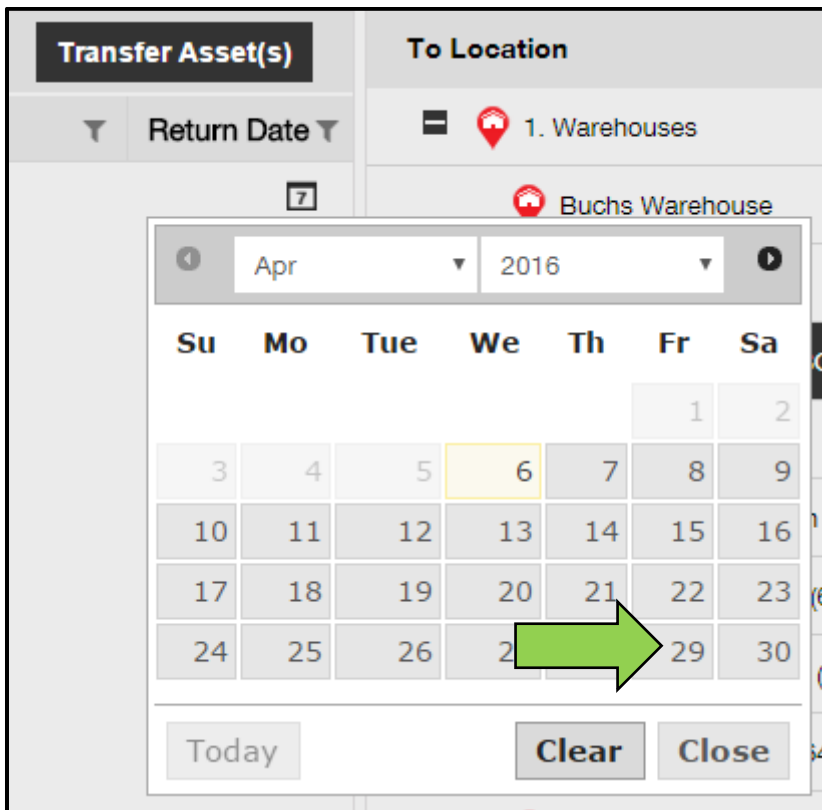 Transfer Asset(s) To Location
Return Date 1. Warehouses
7 Buchs Warehouse
Apr 2016
Su Mo Tue We Th Fr Sa
1 2
3 4 5 6 7 8 9
10 11 12 13 14 15 16
17 18 19 20 21 22 23
24 25 26 29 30
Today Clear Close